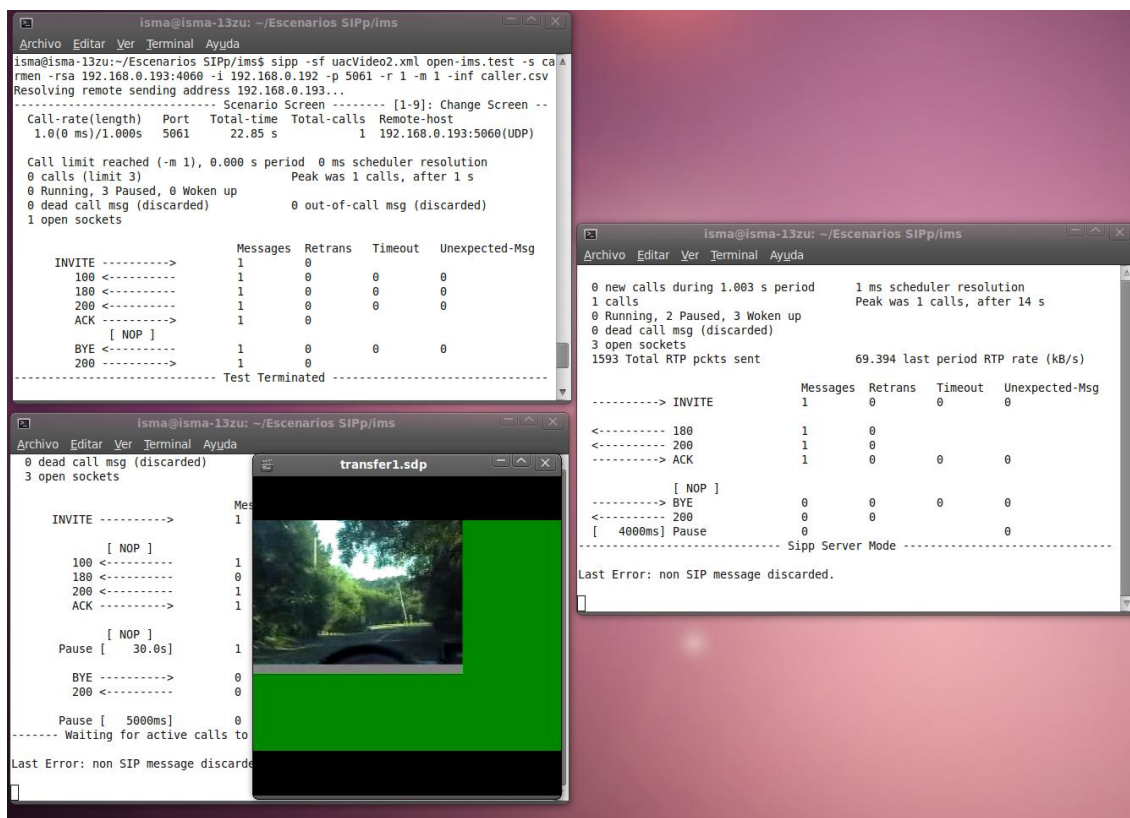 isma@isma-13zu: ~/Escenarios SIPp/ims
Archivo Editar Ver Terminal Ayuda
isma@isma-13zu:~/Escenarios SIPp/ims$ sipp -sf uacVideo2.xml open-ims.test -s ca
rmen -rsa 192.168.0.193:4060 -i 192.168.0.192 -p 5061 -r 1 -m 1 -inf caller.csv
Resolving remote sending address 192.168.0.193...
------------------------------ Scenario Screen -------- [1-9]: Change Screen --
Call-rate(length) Port Total-time Total-calls Remote-host
1.0(0 ms)/1.000s 5061 22.85 s 1 192.168.0.193:5060(UDP)
Call limit reached (-m 1), 0.000 s period 0 ms scheduler resolution
0 calls (limit 3) Peak was 1 calls, after 1 s
0 Running, 3 Paused, 0 Woken up
0 dead call msg (discarded) 0 out-of-call msg (discarded)
1 open sockets
Messages Retrans Timeout Unexpected-Msg
INVITE ----------> 1 0
100 <---------- 1 0 0 0
180 <---------- 1 0 0 0
200 <---------- 1 0 0 0
ACK ----------> 1 0
[ NOP ]
BYE <---------- 1 0 0 0
200 ----------> 1 0
------------------------------ Test Terminated --------------------------------
isma@isma-13zu: ~/Escenarios SIPp/ims
Archivo Editar Ver Terminal Ayuda
0 new calls during 1.003 s period 1 ms scheduler resolution
1 calls Peak was 1 calls, after 14 s
0 Running, 2 Paused, 3 Woken up
0 dead call msg (discarded)
3 open sockets
1593 Total RTP pckts sent 69.394 last period RTP rate (kB/s)
Messages Retrans Timeout Unexpected-Msg
----------> INVITE 1 0 0 0
<---------- 180 1 0
<---------- 200 1 0
----------> ACK 1 0 0 0
[ NOP ]
----------> BYE 0 0 0 0
<---------- 200 0 0
[ 4000ms] Pause 0 0
------------------------------ Sipp Server Mode -------------------------------
Last Error: non SIP message discarded.
isma@isma-13zu: ~/Escenarios SIPp/ims
Archivo Editar Ver Terminal Ayuda
0 dead call msg (discarded)
3 open sockets
Mes
INVITE ----------> 1
[ NOP ]
100 <---------- 1
180 <---------- 0
200 <---------- 1
ACK ----------> 1
[ NOP ]
Pause [ 30.0s] 1
BYE ----------> 0
200 <---------- 0
Pause [ 5000ms] 0
------- Waiting for active calls to
Last Error: non SIP message discarde
transfer1.sdp